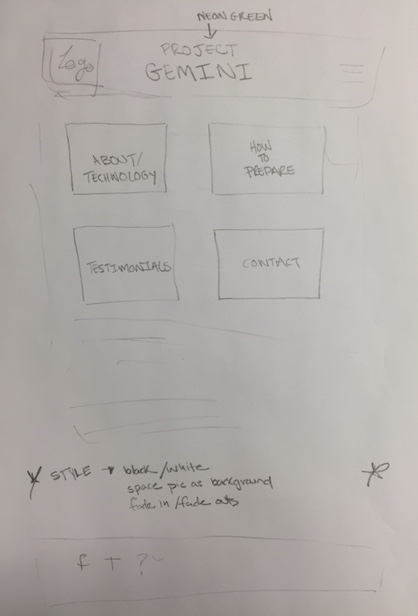 NEON GREEN
Logo
PROJECT
GEMINI
ABOUT/
TECHNOLOGY
HOW
TO
PREPARE
TESTIMONIALS
CONTACT
STYLE → black/white
space pic as background
fade in/fade outs
f T ?